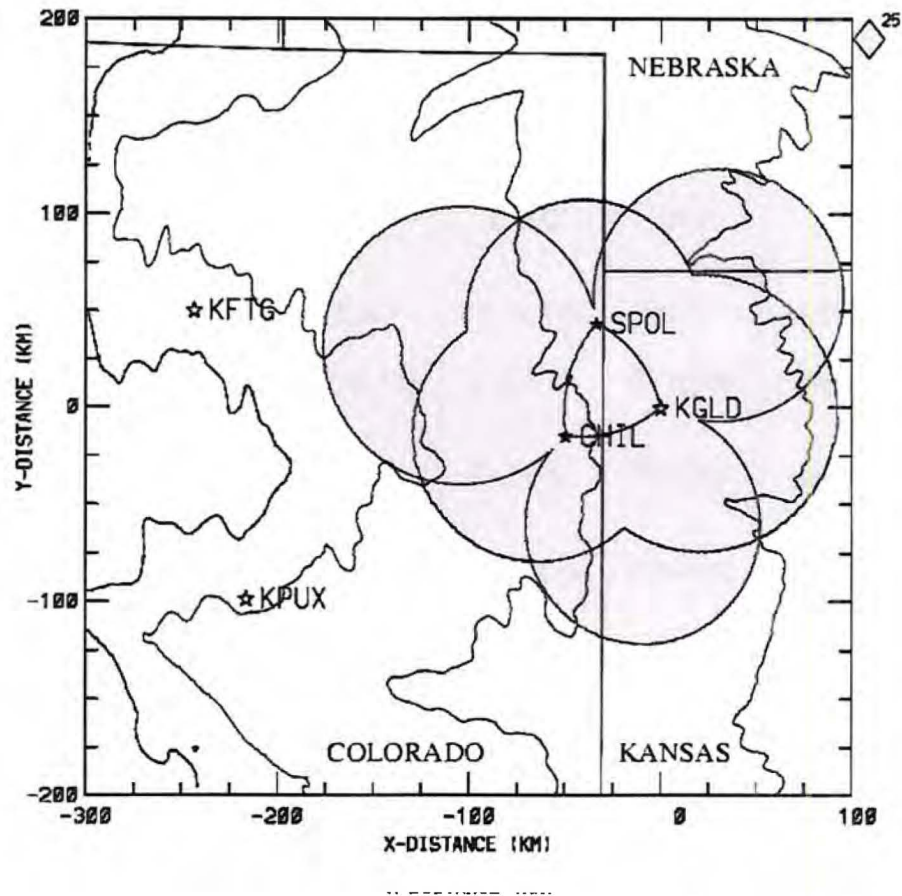 200
25
NEBRASKA
100
KFTG
SPOL
Y-DISTANCE (KM)
0
KGLD
CHIL
-100
KPUX
COLORADO
KANSAS
-200
-300
-200
-100
0
100
X-DISTANCE (KM)